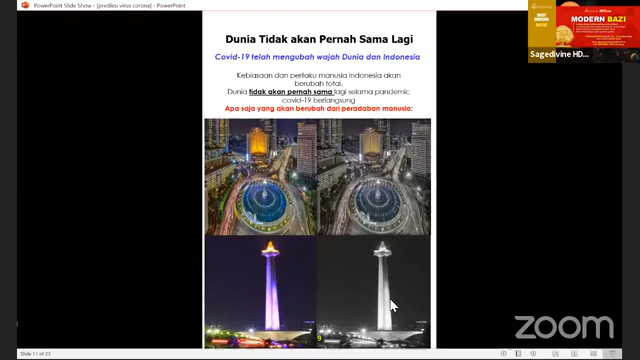 PowerPoint Slide Show - [prediksi virus corona] - PowerPoint
MODERN BAZI
Sagedivine HD...
Dunia Tidak akan Pernah Sama Lagi
Covid-19 telah mengubah wajah Dunia dan Indonesia
Kebiasaan dan perilaku manusia Indonesia akan
berubah total.
Dunia tidak akan pernah sama lagi selama pandemic
covid-19 berlangsung
Apa saja yang akan berubah dari peradaban manusia:
9
Slide 11 of 23
zoom